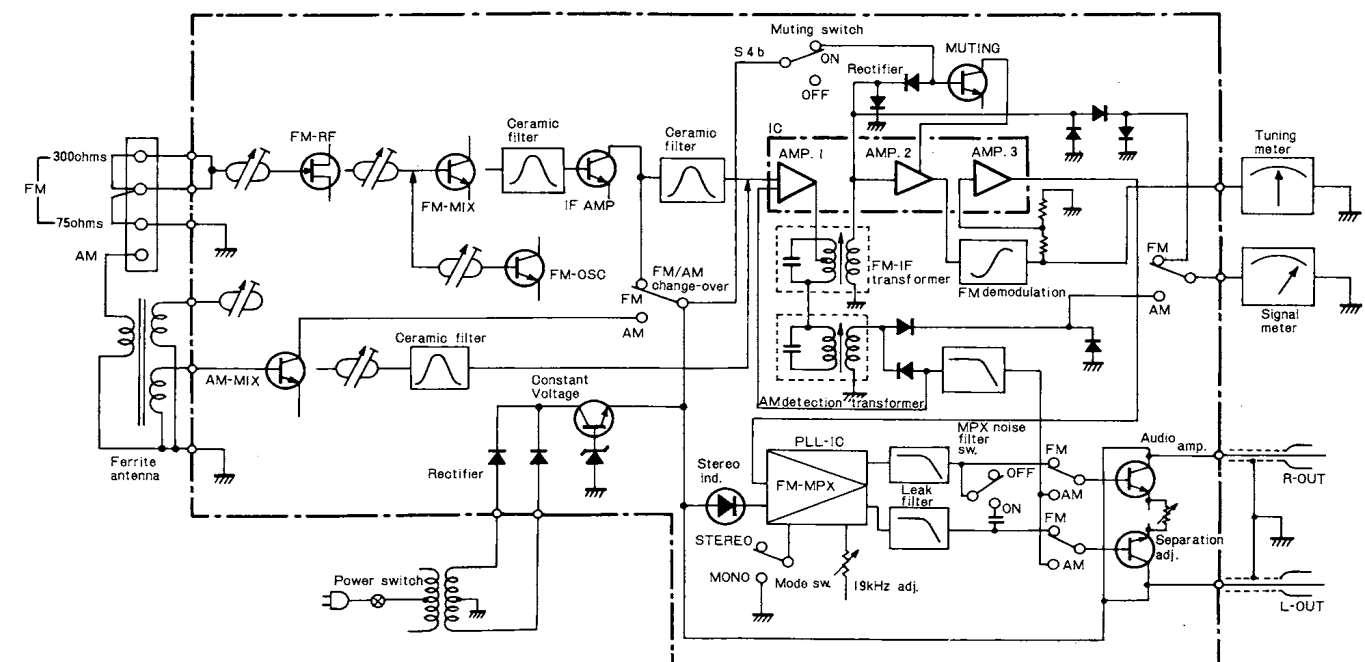 Muting switch
S4b
ON
OFF
MUTING
Rectifier
IC
AMP. 1
AMP. 2
AMP. 3
FM
300ohms
75ohms
AM
FM-RF
FM-MIX
Ceramic
filter
IF AMP
Ceramic
filter
FM-OSC
FM/AM
change-over
FM
AM
FM-IF
transformer
FM demodulation
Tuning
meter
FM
AM
Signal
meter
AM-MIX
Ceramic filter
AM detection transformer
Constant
Voltage
Rectifier
Ferrite
antenna
Stereo
ind.
PLL-IC
FM-MPX
MPX noise
filter
sw.
OFF
ON
Leak
filter
FM
AM
FM
AM
Audio
amp.
Separation
adj.
R-OUT
L-OUT
STEREO
MONO
Mode sw.
19kHz adj.
Power switch